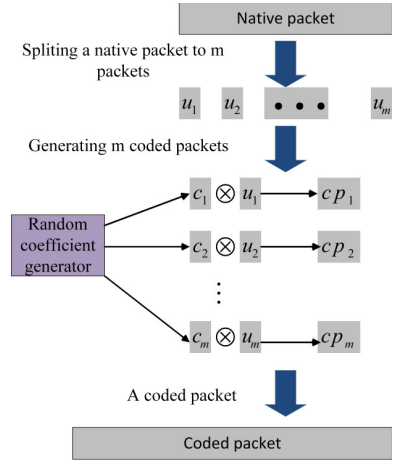 Native packet
Spliting a native packet to m
packets
u1 u2 • • • um
Generating m coded packets
c1 ⊗ u1 cp1
Random
coefficient
generator
c2 ⊗ u2 cp2
⋮
cm ⊗ um cpm
A coded packet
Coded packet